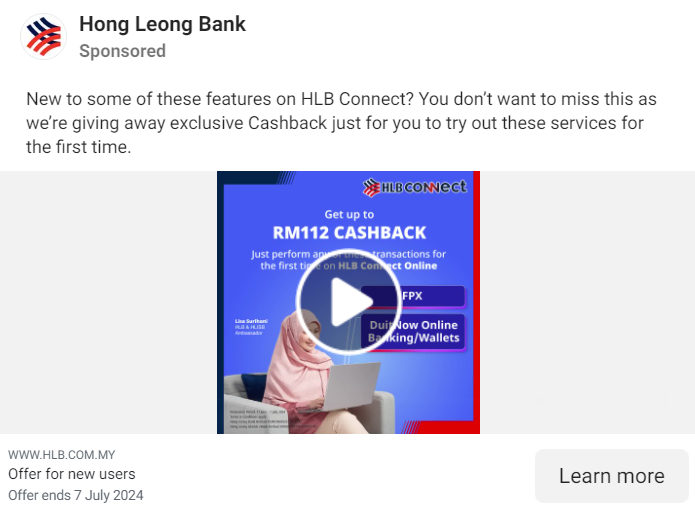 Hong Leong Bank
Sponsored
New to some of these features on HLB Connect? You don't want to miss this as
we're giving away exclusive Cashback just for you to try out these services for
the first time.
HLB CONNECT
Get up to
RM112 CASHBACK
Just perform any of these transactions for
the first time on HLB Connect Online
FPX
DuitNow Online
Banking/Wallets
Lisa Surihani
HLB & HLISB
Ambassador
WWW.HLB.COM.MY
Offer for new users
Offer ends 7 July 2024
Learn more